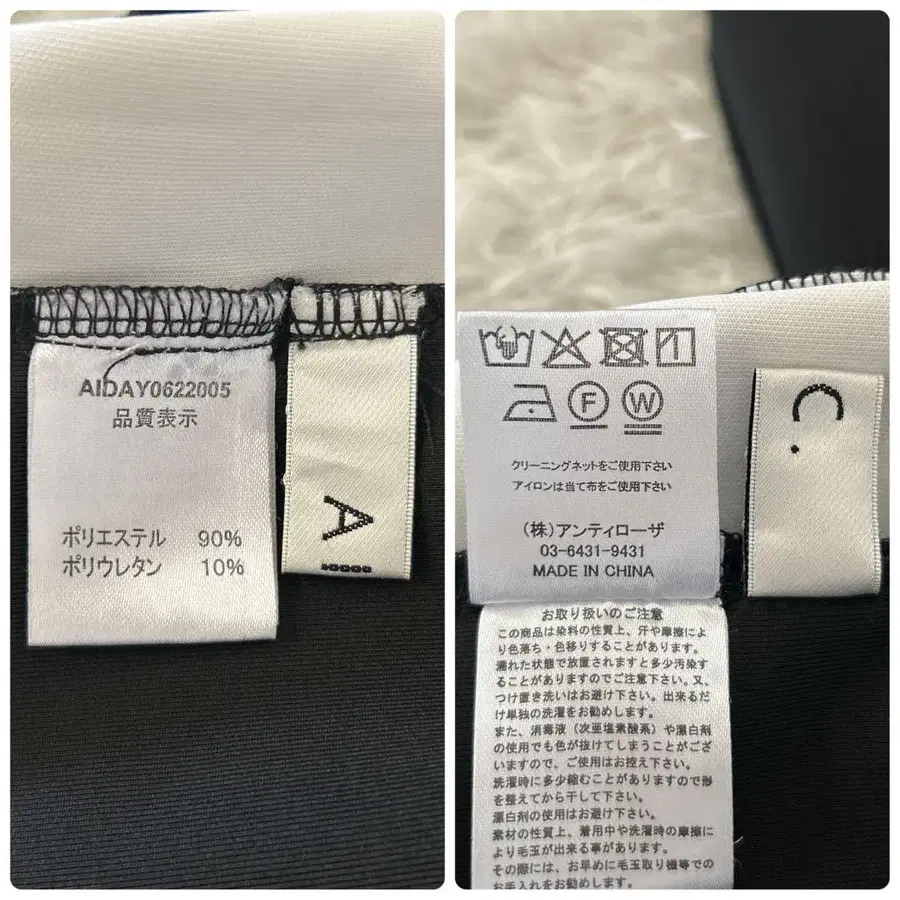 AIDAY0622005
品質表示
ポリエステル 90%
ポリウレタン 10%
A
F W
クリーニングネットをご使用下さい
アイロンは当て布をご使用下さい
(株)アンティローザ
03-6431-9431
MADE IN CHINA
C.
お取り扱いのご注意
この商品は染料の性質上、汗や摩擦によ
り色落ち・色移りすることがあります。
濡れた状態で放置されますと多少汚染す
ることがありますのでご注意下さい。又、
つけ置き洗いはお避け下さい。出来るだ
け単独の洗濯をお勧めします。
また、消毒液（次亜塩素酸系）や漂白剤
の使用でも色が抜けてしまうことがござ
いますので、ご使用はお控え下さい。
洗濯時に多少縮むことがありますので形
を整えてから干して下さい。
漂白剤の使用はお避け下さい。
素材の性質上、着用中や洗濯時の摩擦に
より毛玉が出来る事があります。
その際には、お早めに毛玉取り機等での
お手入れをお勧めします。